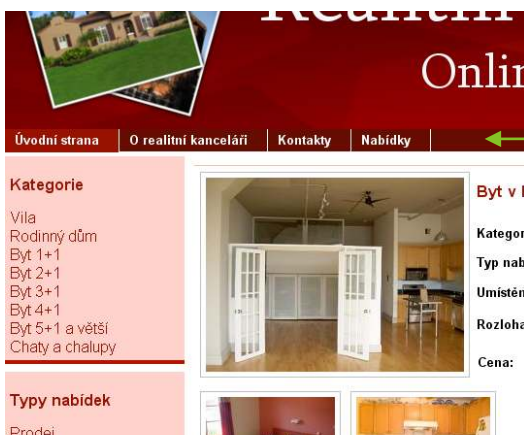 Onlin
Úvodní strana
O realitní kanceláři
Kontakty
Nabídky
Kategorie
Vila
Rodinný dům
Byt 1+1
Byt 2+1
Byt 3+1
Byt 4+1
Byt 5+1 a větší
Chaty a chalupy
Typy nabídek
Prodej
Byt v
Kategor
Typ nab
Umístěn
Rozloha
Cena: